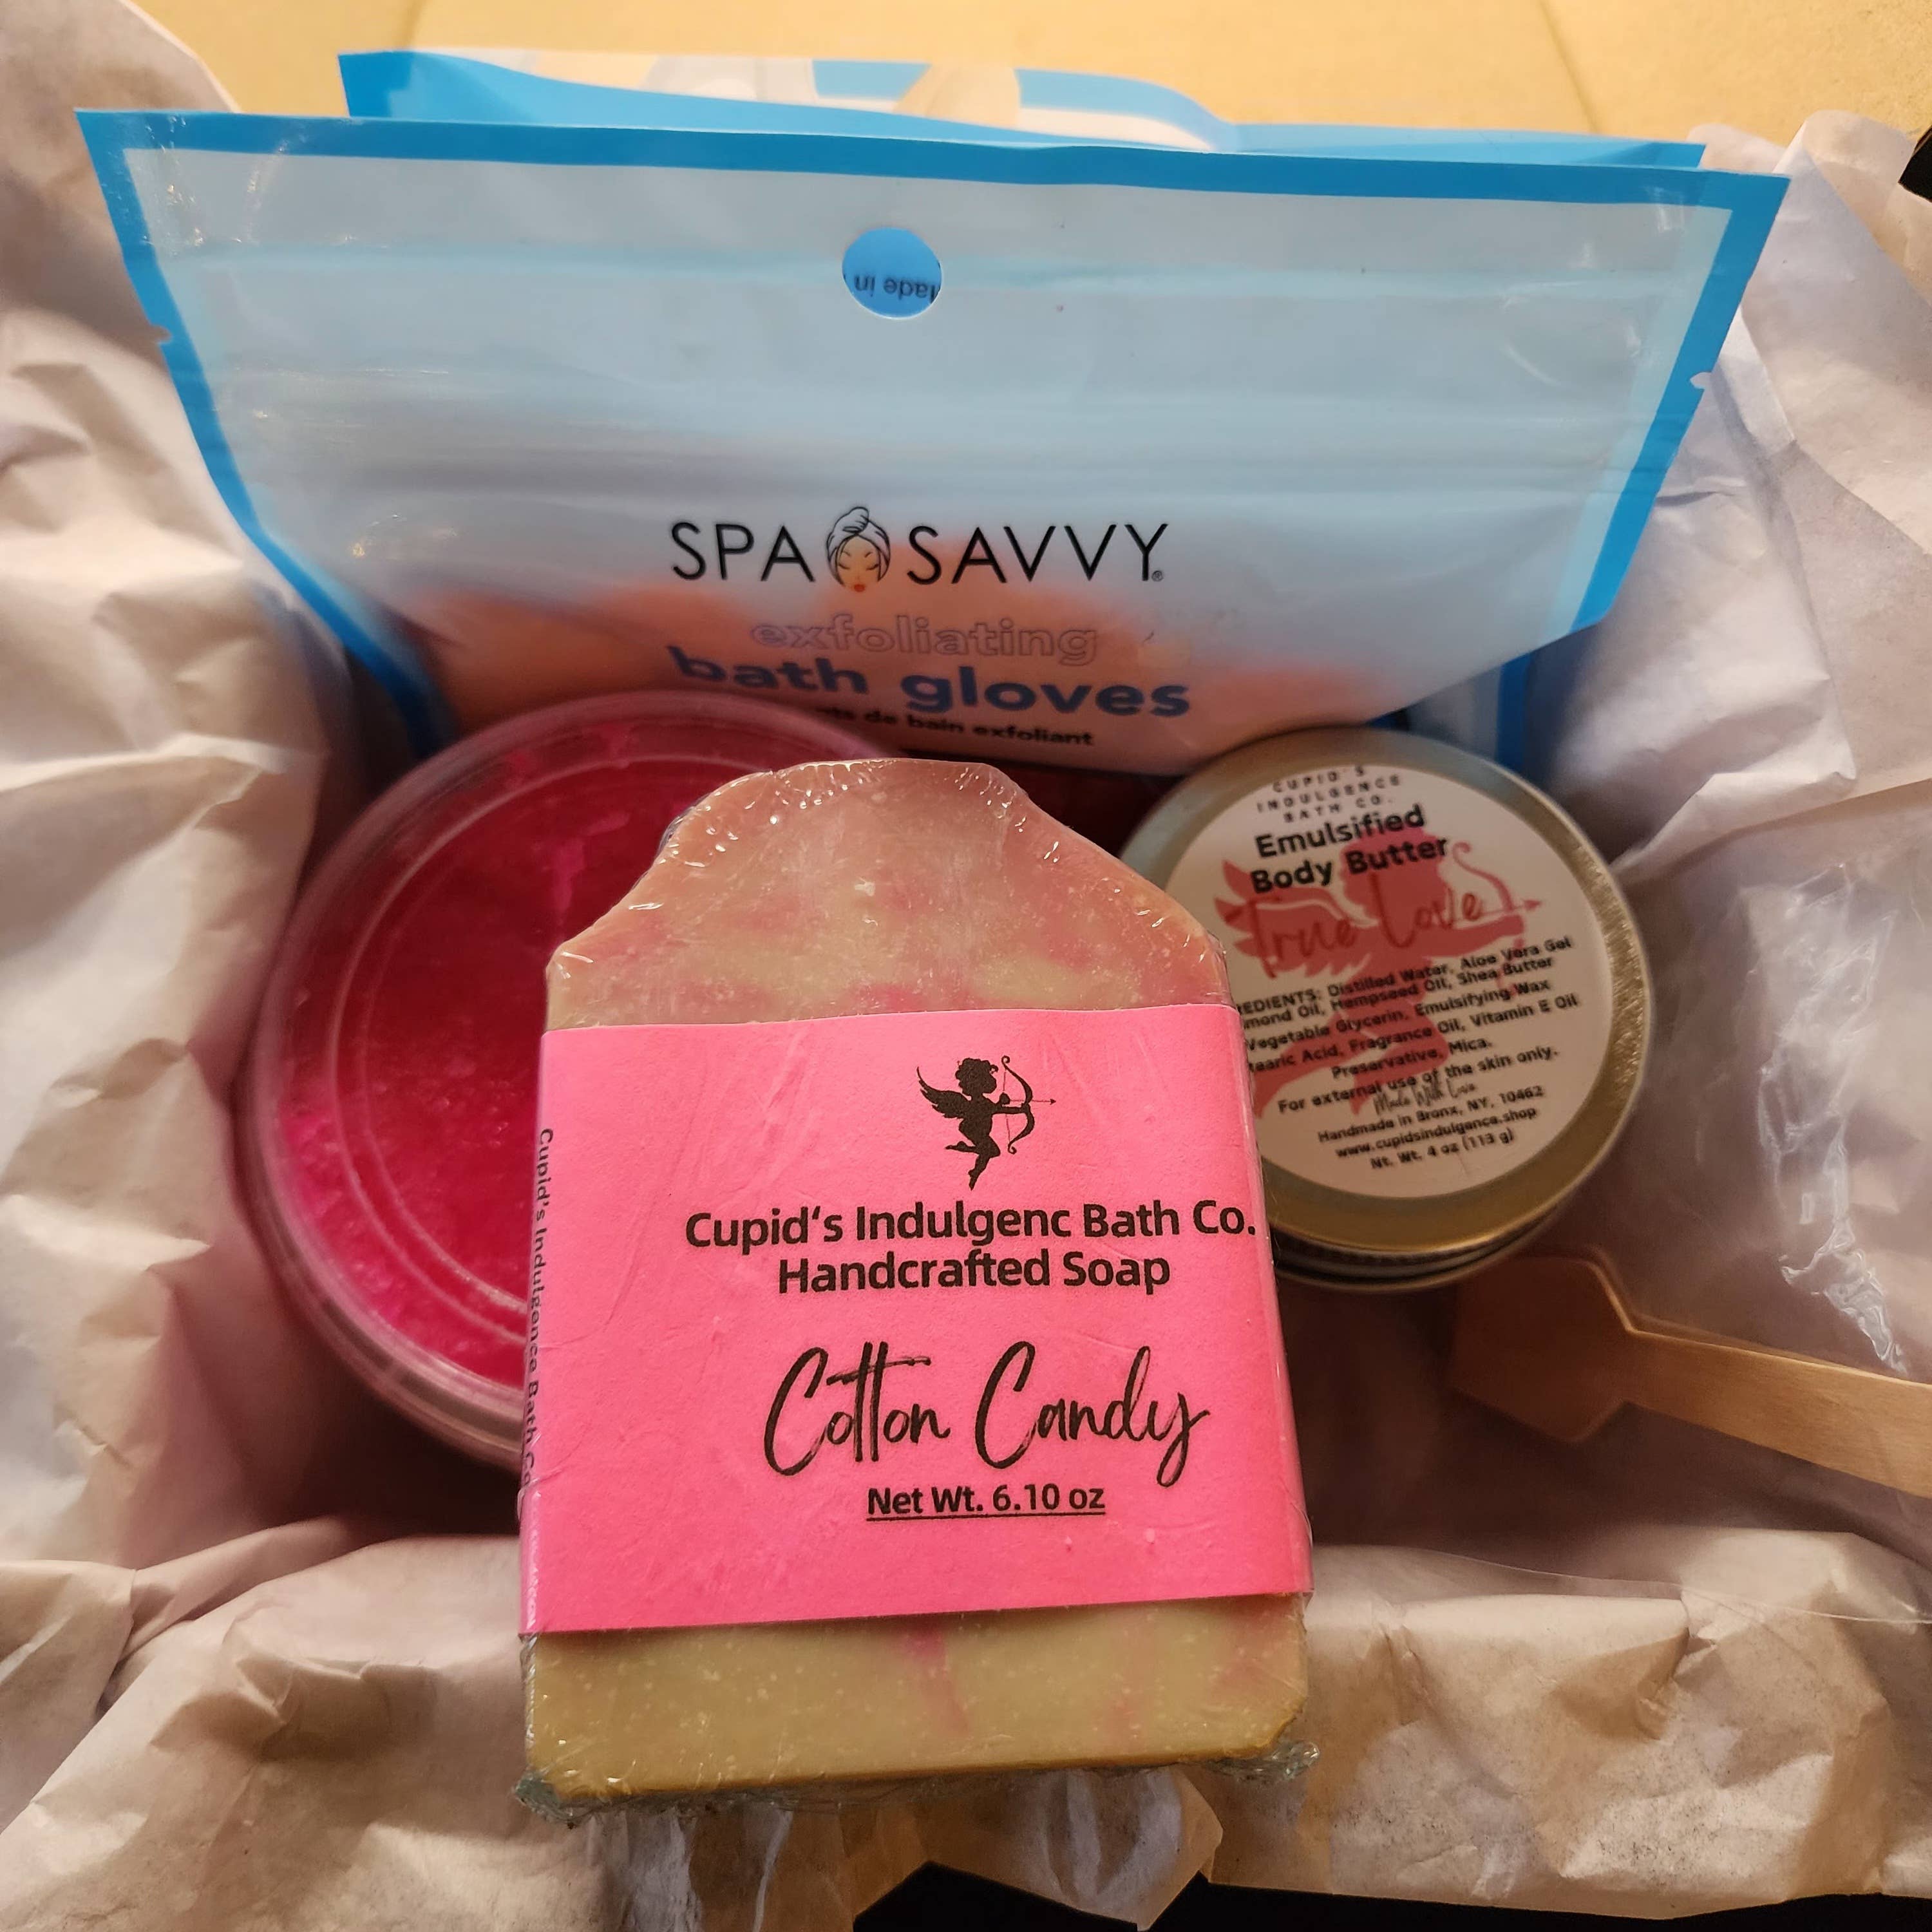 Made in
SPA SAVVY®
exfoliating
bath gloves
de bain exfoliant
CUPID'S
INDULGENCE
BATH CO.
Emulsified
Body Butter
True Love
Distilled Water, Aloe Vera Gel
Hempseed Oil, Shea Butter
Vegetable Glycerin, Emulsifying Wax
Acid, Fragrance Oil, Vitamin E Oil
Preservative, Mica.
For external use of the skin only.
Made With Love
Handmade in Bronx, NY, 10462
www.cupidsindulgence.shop
Nt. Wt. 4 oz (113 g)
Cupid's Indulgence Bath Co.
Cupid‘s Indulgenc Bath Co.
Handcrafted Soap
Cotton Candy
Net Wt. 6.10 oz